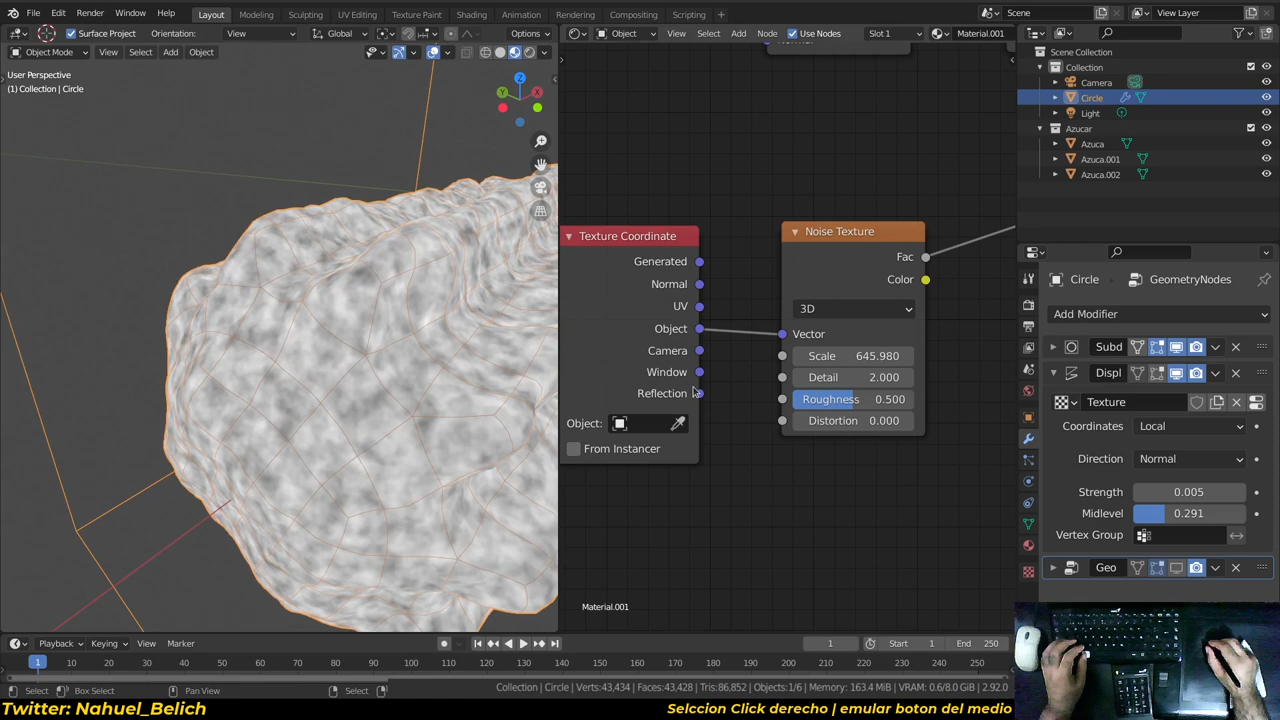 File Edit Render Window Help Layout Modeling Sculpting UV Editing Texture Paint Shading Animation Rendering Compositing Scripting Scene View Layer
Surface Project Orientation: View Global Options Object View Select Add Node Use Nodes Slot 1 Material.001
Object Mode View Select Add Object
User Perspective
(1) Collection | Circle
Z
Y
X
Normal
Texture Coordinate
Generated
Normal
UV
Object
Camera
Window
Reflection
Object:
From Instancer
Noise Texture
Fac
Color
3D
Vector
Scale 645.980
Detail 2.000
Roughness 0.500
Distortion 0.000
Material.001
Scene Collection
Collection
Camera
Circle
Light
Azucar
Azuca
Azuca.001
Azuca.002
Circle GeometryNodes
Add Modifier
Subd
Displ
Texture
Coordinates Local
Direction Normal
Strength 0.005
Midlevel 0.291
Vertex Group
Geo
Playback Keying View Marker 1 Start 1 End 250
1 10 20 30 40 50 60 70 80 90 100 110 120 130 140 150 160 170 180 190 200 210 220 230 240 250
Select Box Select Pan View Select Collection | Circle | Verts:43,434 | Faces:43,428 | Tris:86,852 | Objects:1/6 | Memory: 163.4 MiB | VRAM: 0.6/8.0 GiB | 2.92.0
Twitter: Nahuel_Belich Selccion Click derecho | emular boton del medio